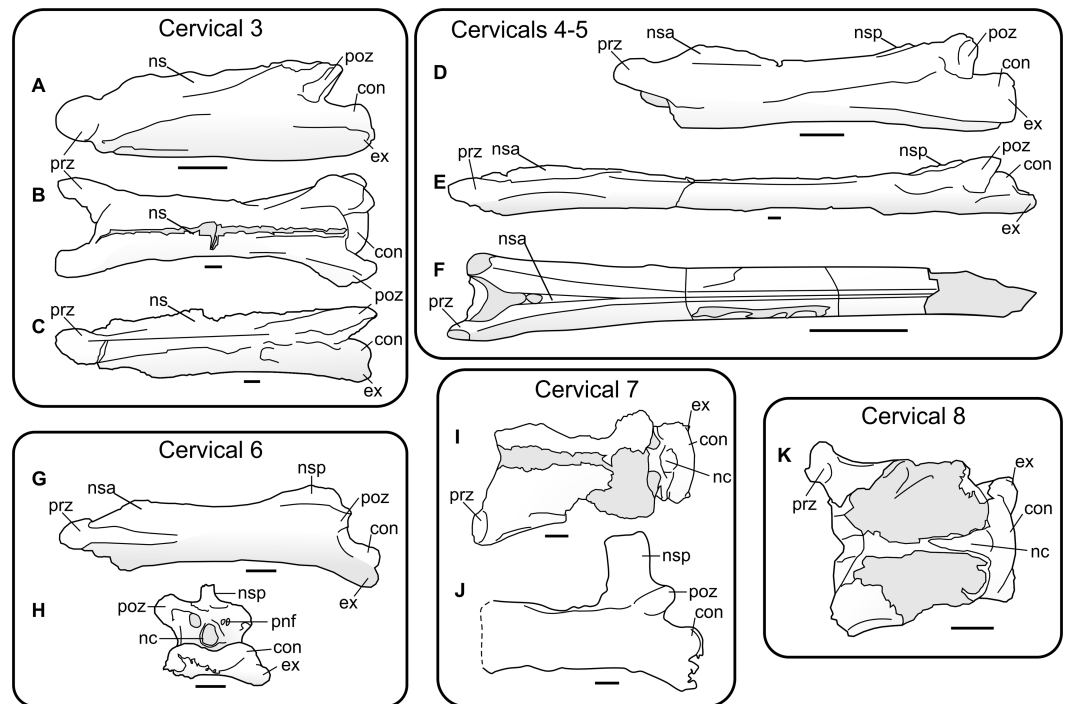 Cervical 3
A
ns
poz
con
prz
ex
prz
B
ns
con
poz
C
prz
ns
con
ex
Cervicals 4-5
D
prz
nsa
nsp
poz
con
ex
E
prz
nsa
nsp
poz
con
ex
F
nsa
prz
Cervical 6
G
prz
nsa
nsp
poz
con
ex
H
poz
nsp
pnf
nc
con
ex
Cervical 7
I
prz
ex
con
nc
J
nsp
poz
con
Cervical 8
K
prz
ex
con
nc